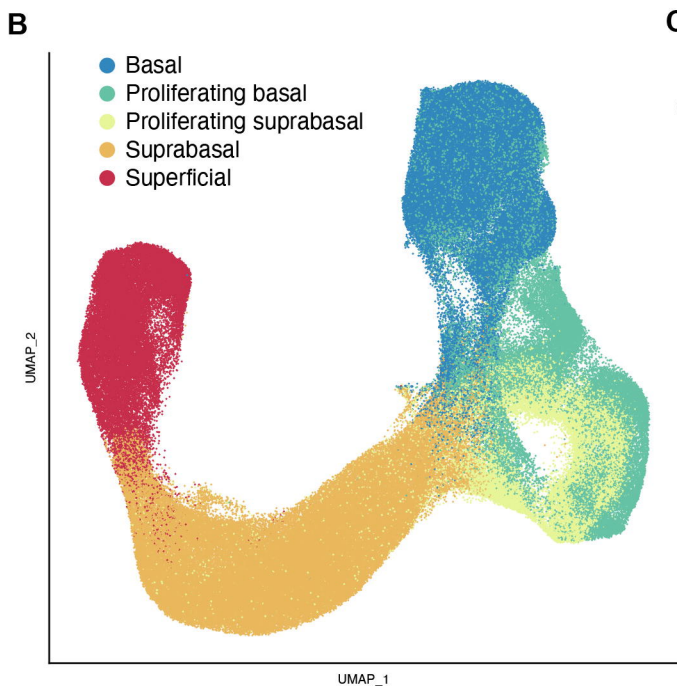 B
C
Basal
Proliferating basal
Proliferating suprabasal
Suprabasal
Superficial
UMAP_2
UMAP_1